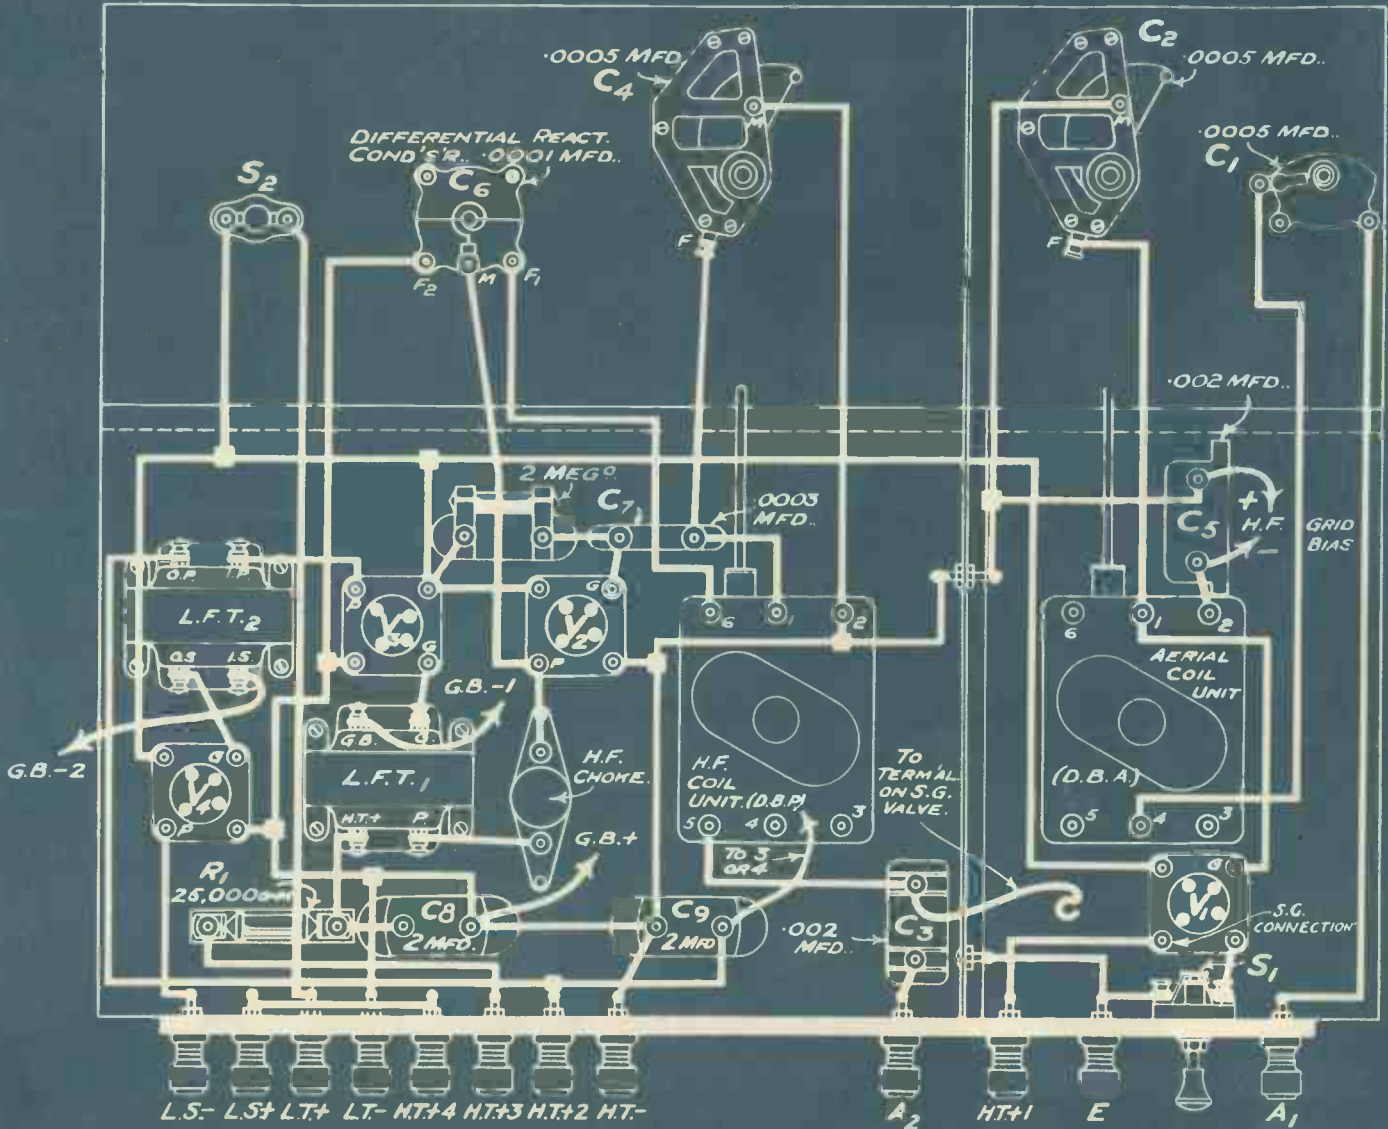 C2
.0005 MFD.
C4
.0005 MFD..
.0005 MFD..
C1
DIFFERENTIAL REACT.
COND'S'R.. .0001 MFD..
C6
S2
F
F
M
M
F2
M
F1
.002 MFD..
2 MEGΩ
C7
.0003
MFD..
C5
+
H.F.
-
GRID
BIAS
O.P.
I.P.
L.F.T.2
O.S
I.S.
P
V3
G
G
V2
P
6
1
2
6
1
2
AERIAL
COIL
UNIT
G.B.-1
G.B.-2
G.B.
G.
L.F.T.1
H.T.+
P
G
V4
P
H.F.
CHOKE.
H.F.
COIL
UNIT.(D.B.P.)
5
4
3
TO
TERM'AL
ON S.G.
VALVE.
(D.B.A.)
5
4
3
G.B.+
TO 3
OR 4.
R1
25,000
C8
2 MFD.
C9
2 MFD
.002
MFD..
C3
G
V1
S.G.
CONNECTION
S1
L.S.-
L.S+
L.T.+
L.T.-
H.T.+4
H.T.+3
H.T.+2
H.T.-
A2
H.T.+1
E
A1